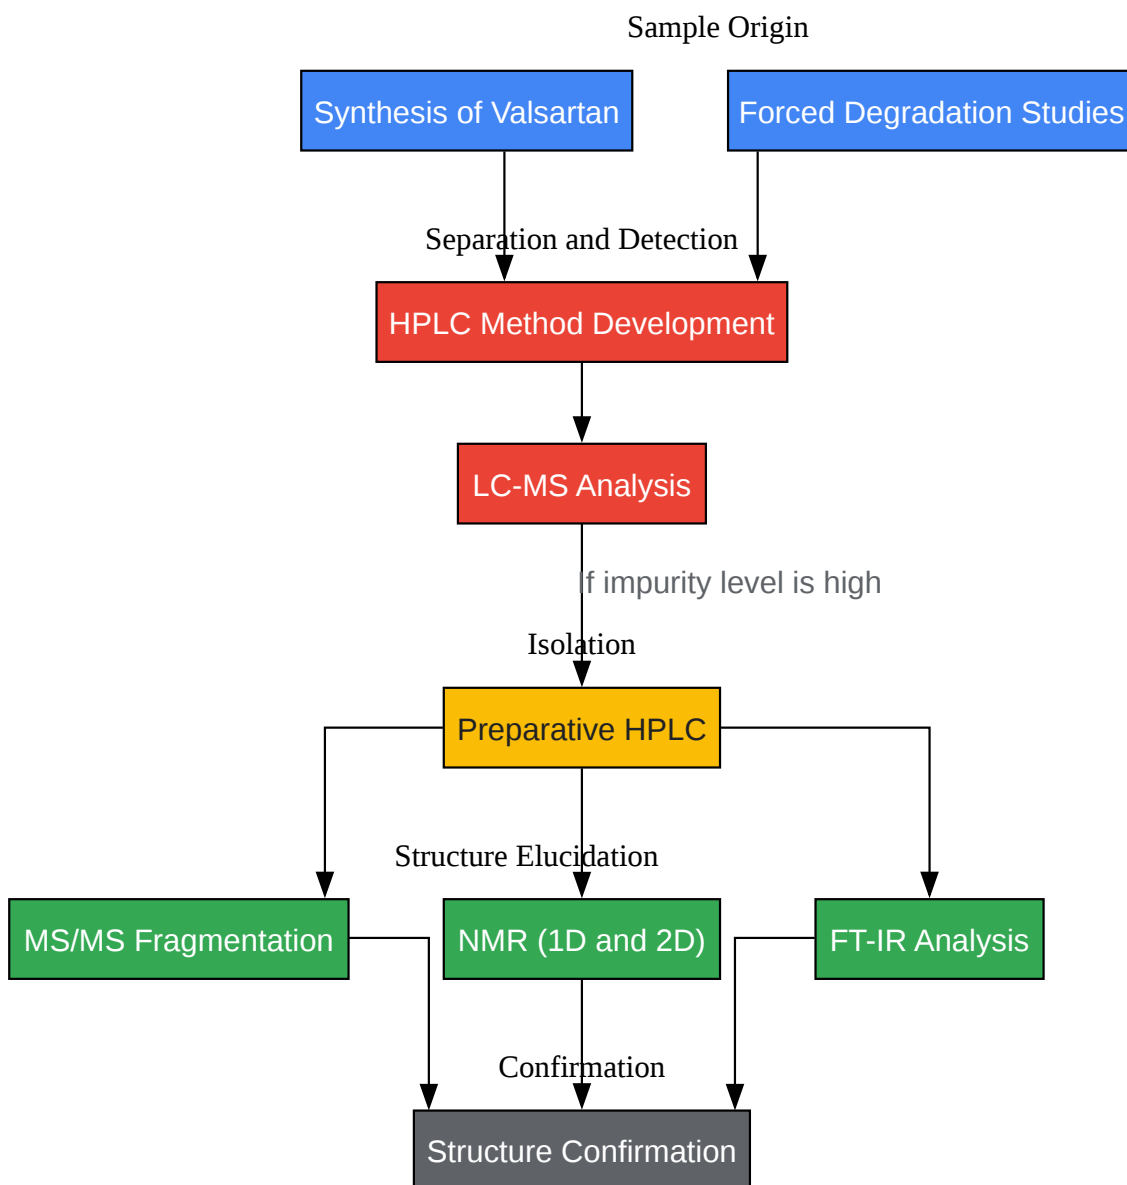 Sample Origin
Synthesis of Valsartan
Forced Degradation Studies
Separation and Detection
HPLC Method Development
LC-MS Analysis
If impurity level is high
Isolation
Preparative HPLC
Structure Elucidation
MS/MS Fragmentation
NMR (1D and 2D)
FT-IR Analysis
Confirmation
Structure Confirmation